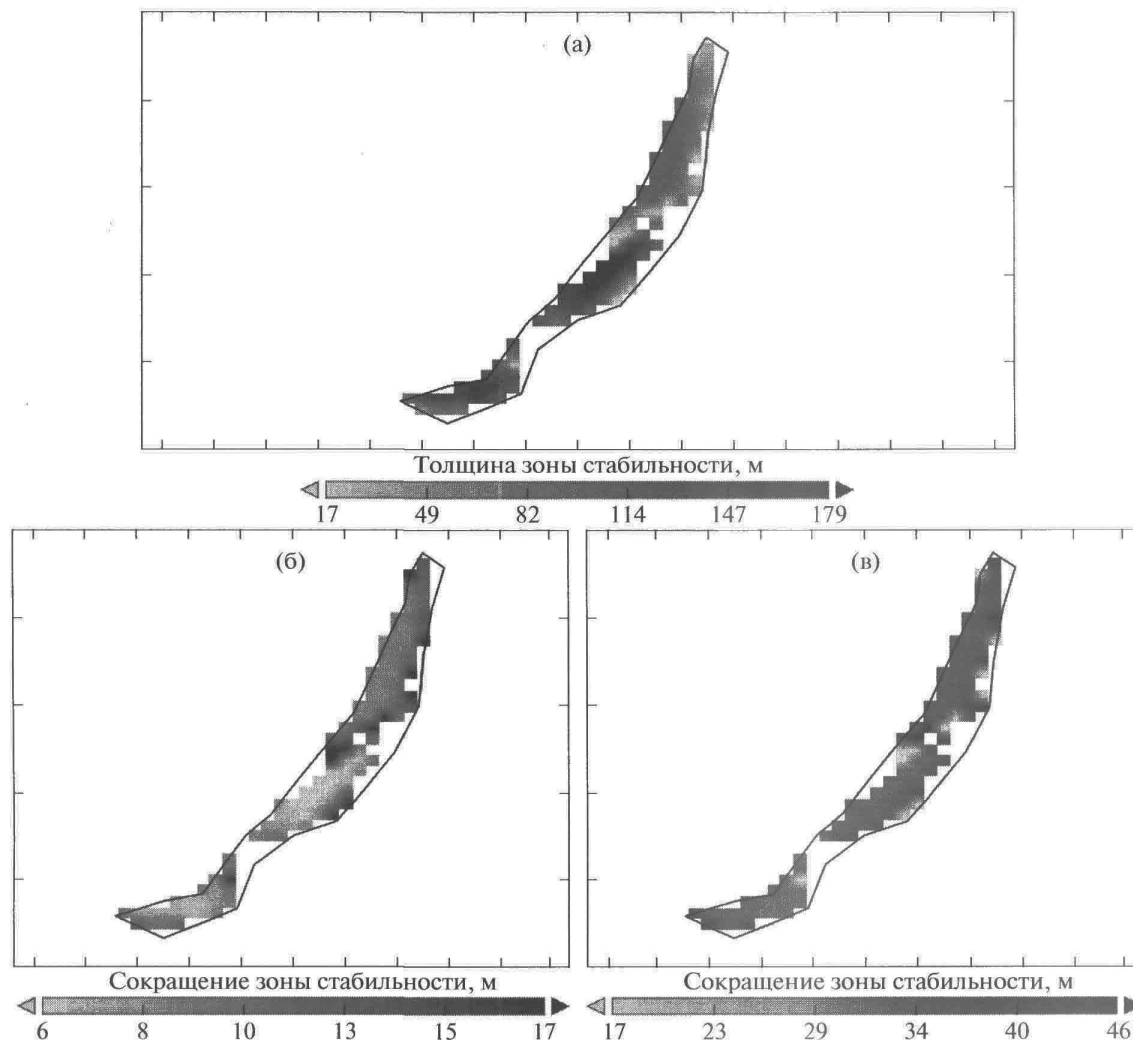 (а)
Толщина зоны стабильности, м
17 49 82 114 147 179
(б) (в)
Сокращение зоны стабильности, м Сокращение зоны стабильности, м
6 8 10 13 15 17 17 23 29 34 40 46